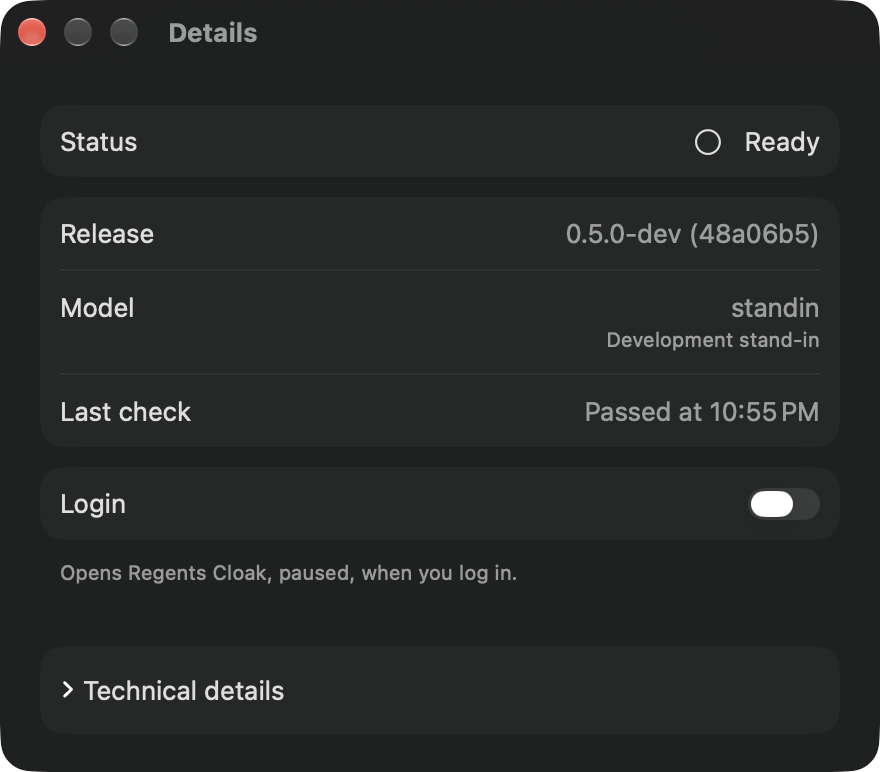 Details
Status
Ready
Release
0.5.0-dev (48a06b5)
Model
standin
Development stand-in
Last check
Passed at 10:55 PM
Login
Opens Regents Cloak, paused, when you log in.
Technical details